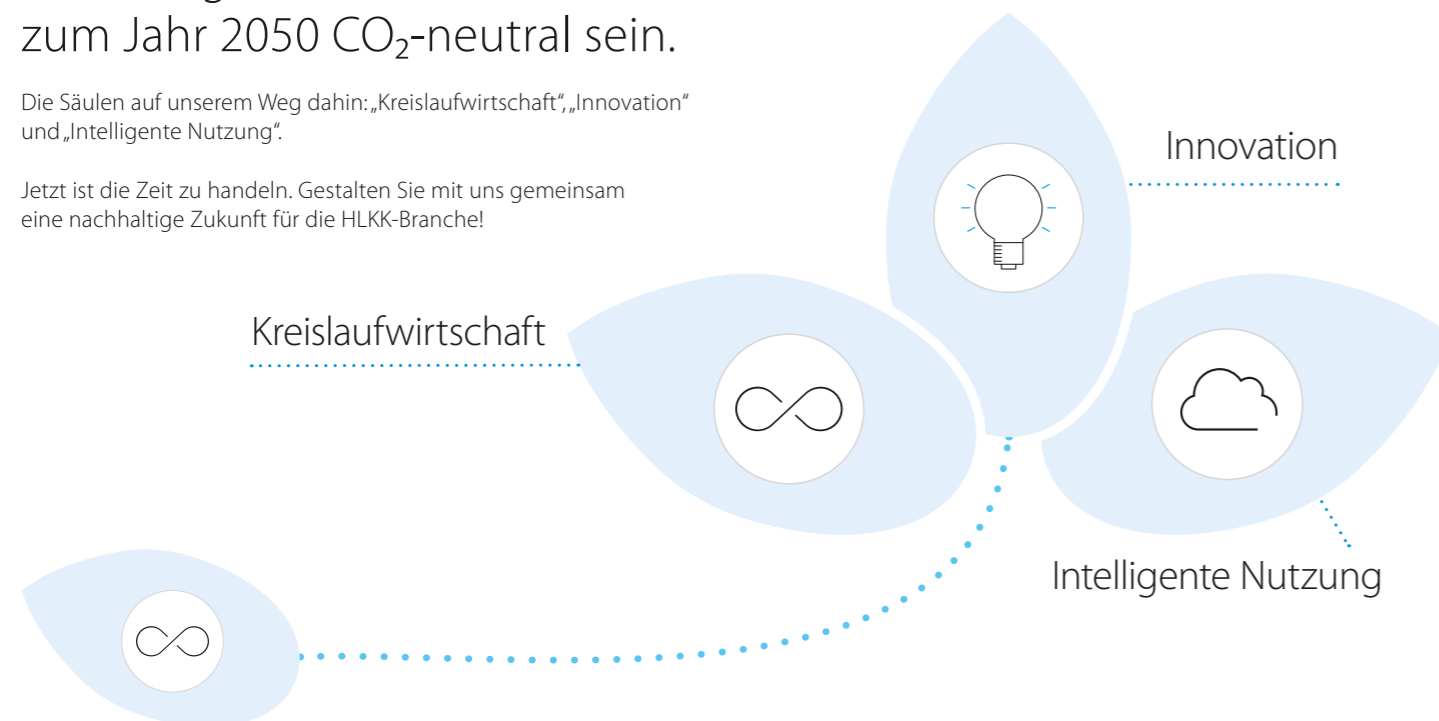 zum Jahr 2050 CO₂-neutral sein.
Die Säulen auf unserem Weg dahin: „Kreislaufwirtschaft“, „Innovation“
und „Intelligente Nutzung“.
Jetzt ist die Zeit zu handeln. Gestalten Sie mit uns gemeinsam
eine nachhaltige Zukunft für die HLKK-Branche!
Innovation
Kreislaufwirtschaft
Intelligente Nutzung